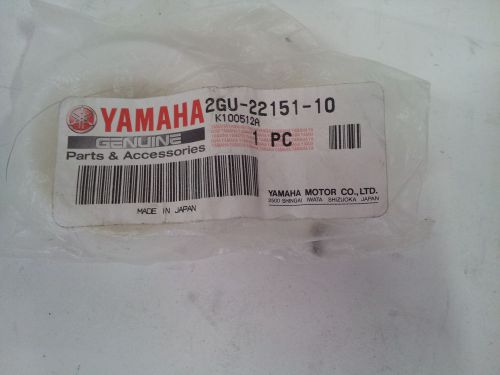 YAMAHA
GENUINE
Parts & Accessories
2GU-22151-10
K100512A
1 PC
MADE IN JAPAN
YAMAHA MOTOR CO.,LTD.
2500 SHINGAI IWATA SHIZUOKA JAPAN